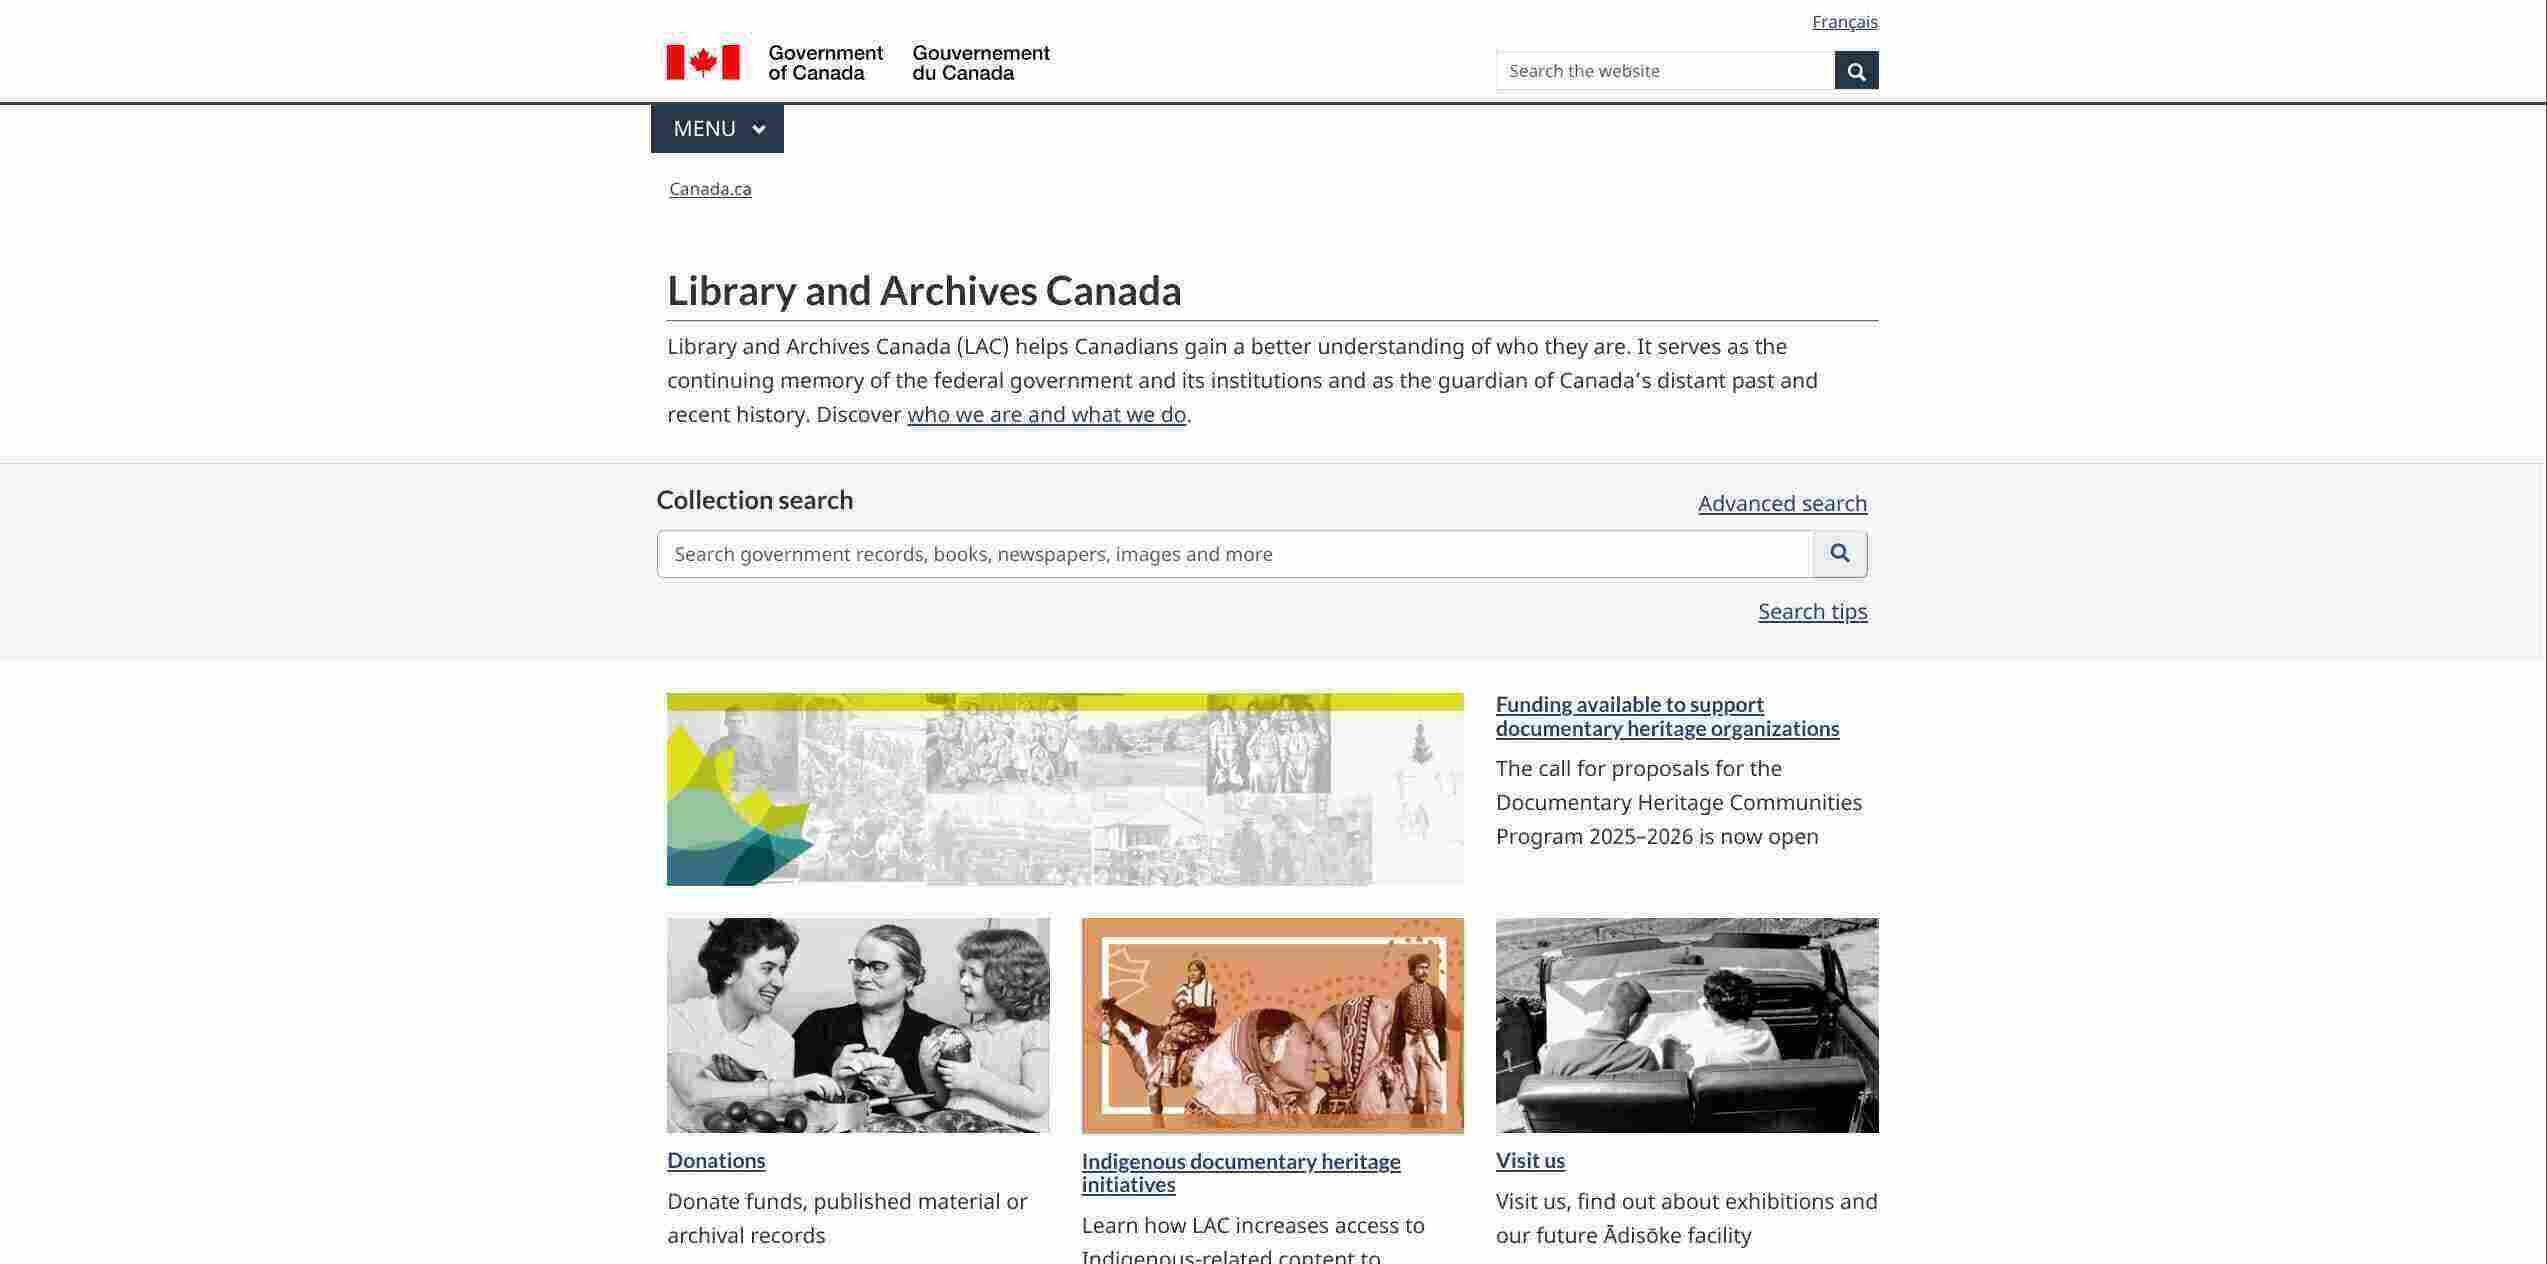 Français
Government
of Canada
Gouvernement
du Canada
Search the website
MENU
Canada.ca
Library and Archives Canada
Library and Archives Canada (LAC) helps Canadians gain a better understanding of who they are. It serves as the
continuing memory of the federal government and its institutions and as the guardian of Canada's distant past and
recent history. Discover who we are and what we do.
Collection search
Advanced search
Search government records, books, newspapers, images and more
Search tips
Funding available to support
documentary heritage organizations
The call for proposals for the
Documentary Heritage Communities
Program 2025–2026 is now open
Donations
Donate funds, published material or
archival records
Indigenous documentary heritage
initiatives
Learn how LAC increases access to
Indigenous-related content to
Visit us
Visit us, find out about exhibitions and
our future Ādisōke facility